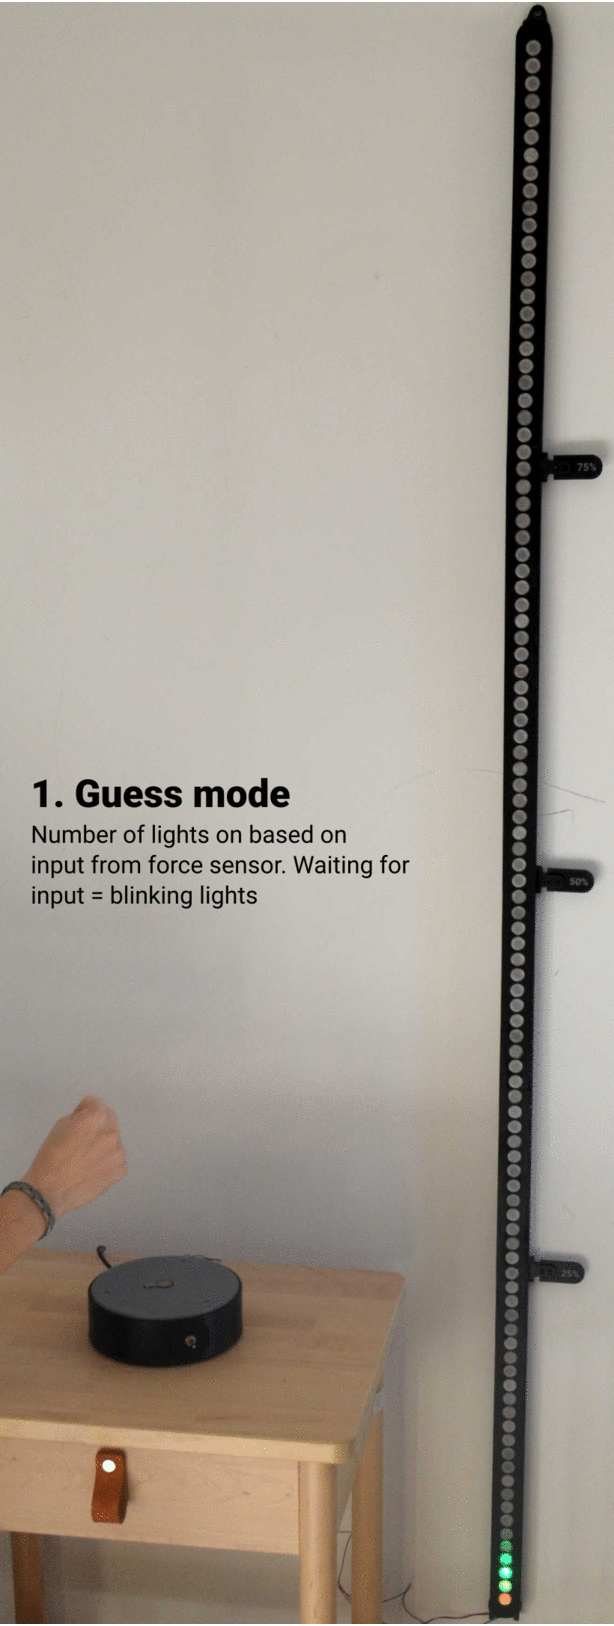 75%
1. Guess mode
Number of lights on based on
input from force sensor. Waiting for
input = blinking lights
50%
25%